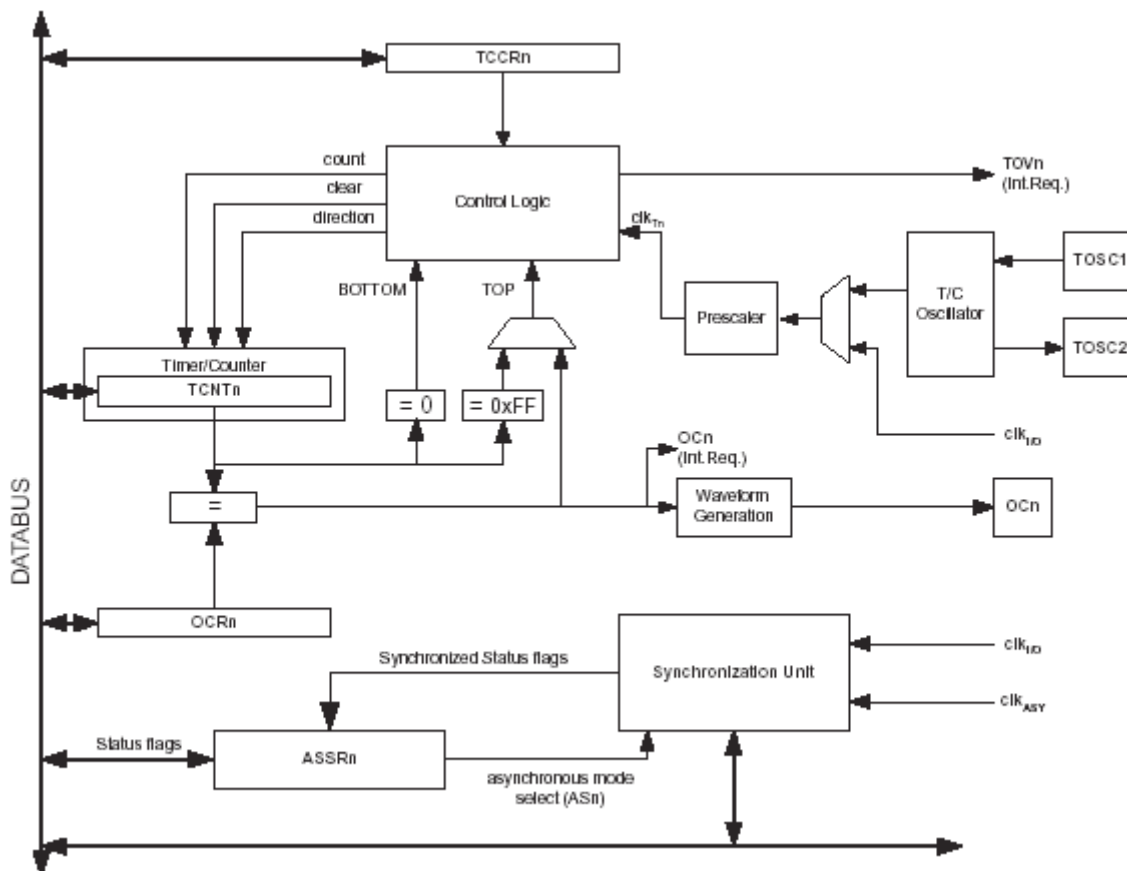 TCCRn
count
clear
direction
Control Logic
TOVn
(Int.Req.)
clkTn
BOTTOM
TOP
TOSC1
T/C
Oscillator
Prescaler
TOSC2
Timer/Counter
TCNTn
= 0
= 0xFF
clkI/O
OCn
(Int.Req.)
DATABUS
=
Waveform
Generation
OCn
OCRn
Synchronized Status flags
Synchronization Unit
clkI/O
clkASY
Status flags
ASSRn
asynchronous mode
select (ASn)